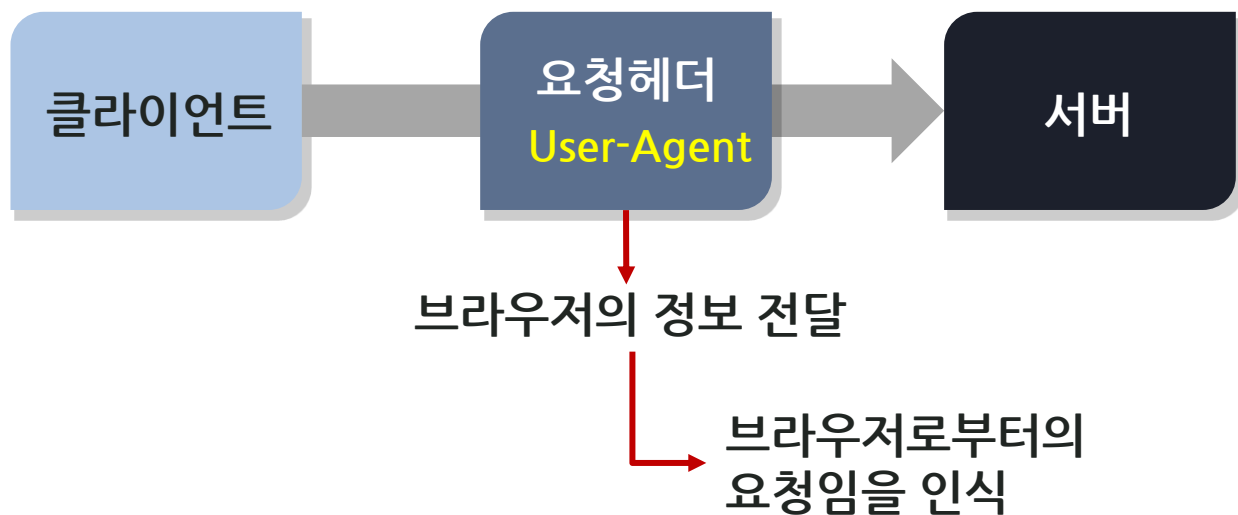 클라이언트
요청헤더
User-Agent
서버
브라우저의 정보 전달
브라우저로부터의
요청임을 인식